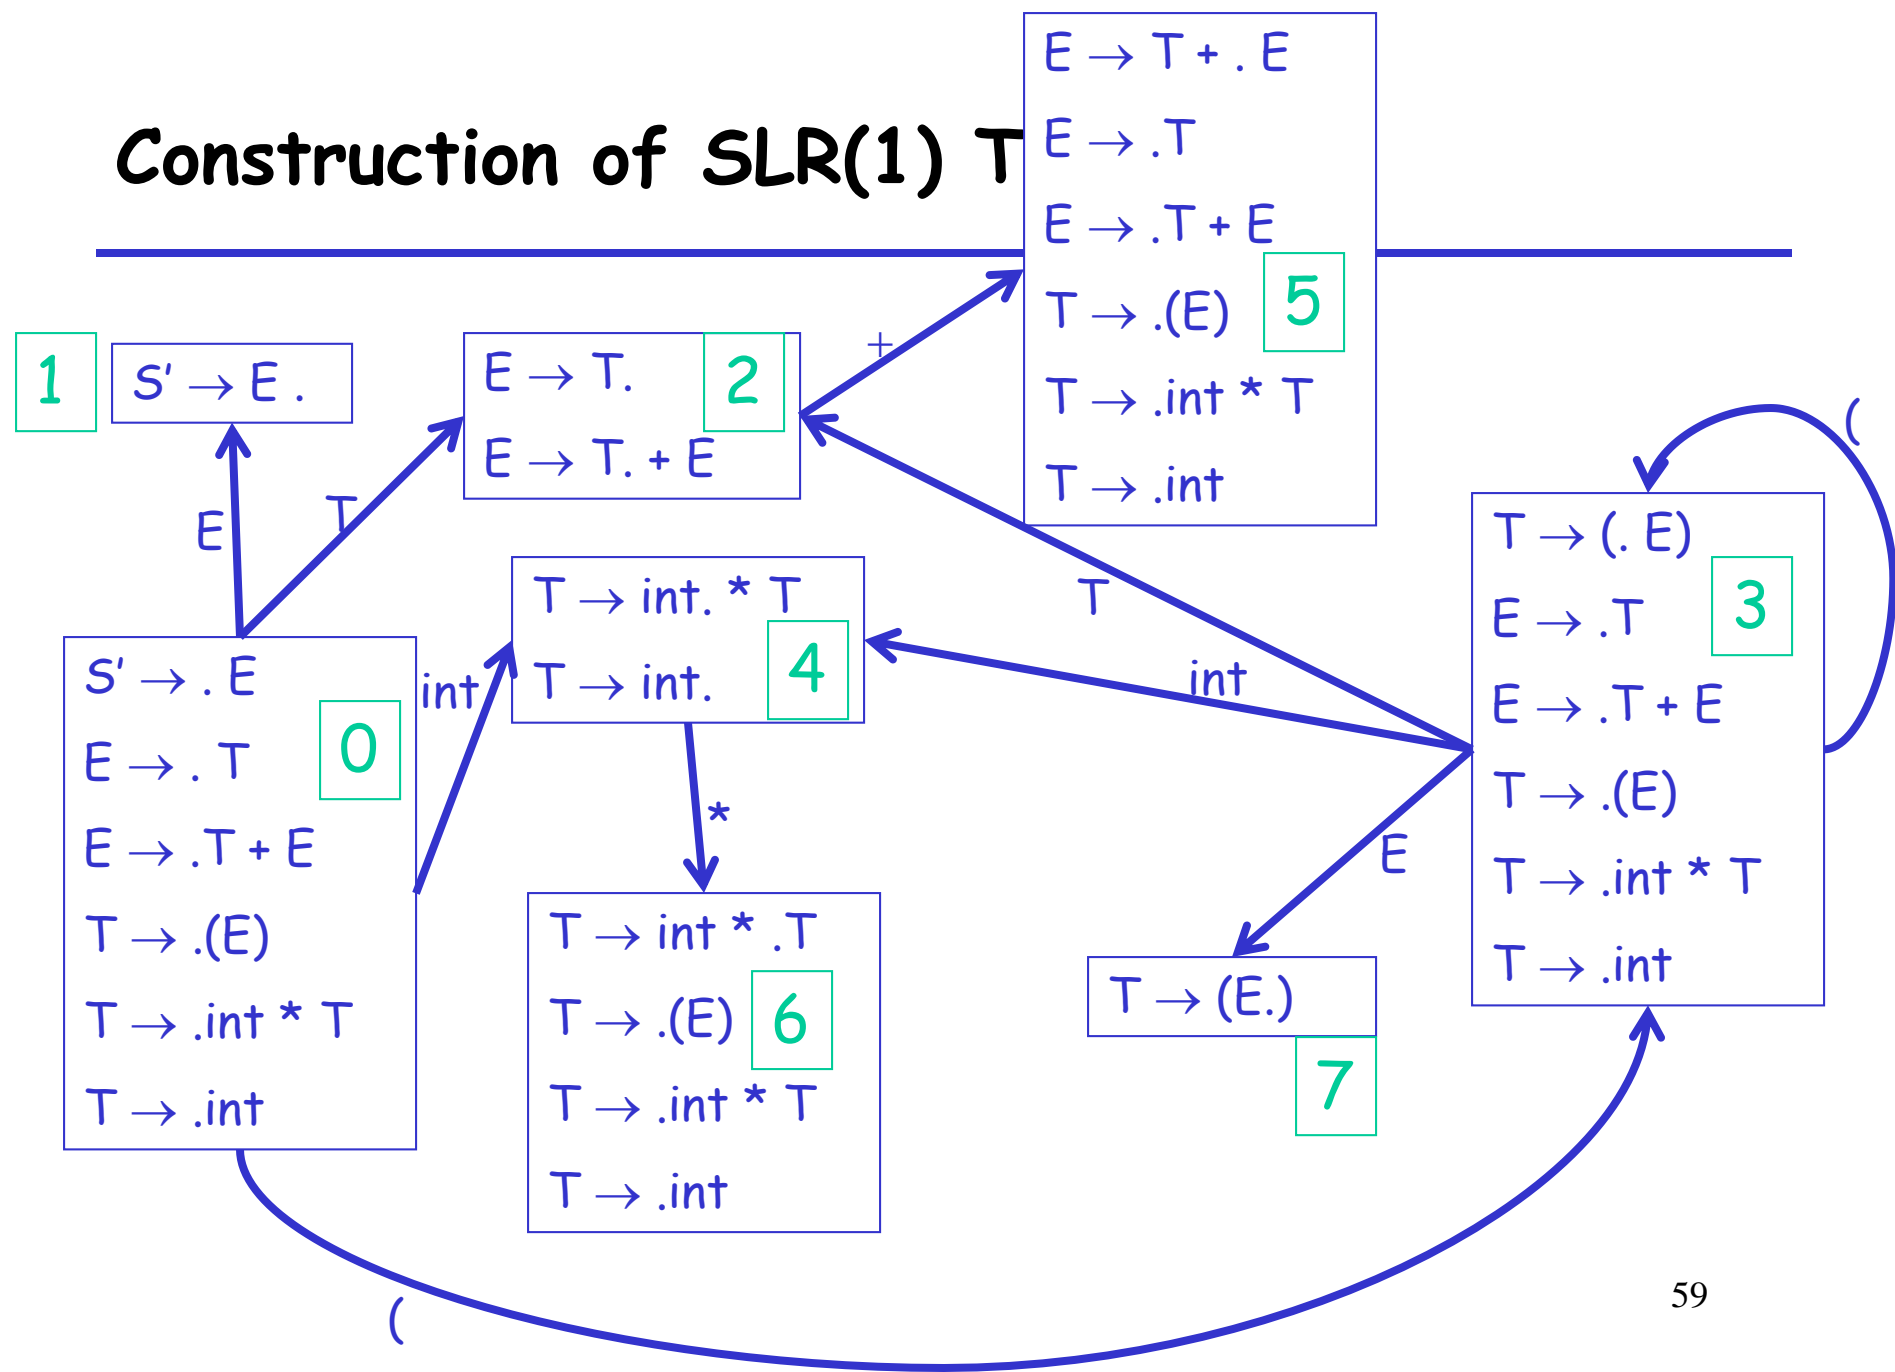 Construction of SLR(1) T
E → T + . E
E → .T
E → .T + E
T → .(E)
T → .int * T
T → .int
5
1
S' → E .
E → T.
E → T. + E
2
+
E
T
T → int. * T
T → int.
4
int
T
int
(
T → (. E)
E → .T
E → .T + E
T → .(E)
T → .int * T
T → .int
3
S' → . E
E → . T
E → .T + E
T → .(E)
T → .int * T
T → .int
0
*
T → int * .T
T → .(E)
T → .int * T
T → .int
6
E
T → (E.)
7
(
59